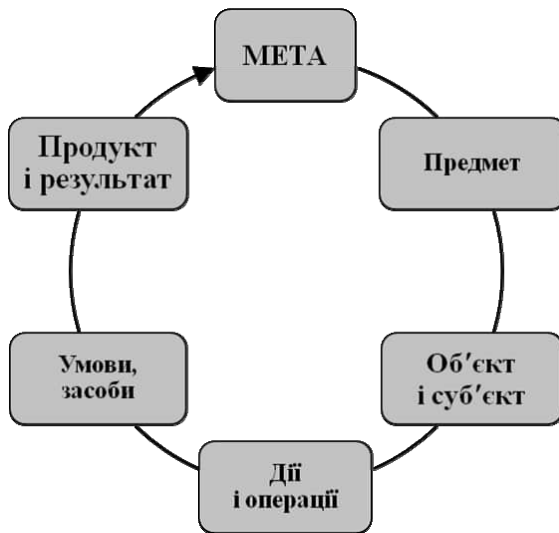 МЕТА
Предмет
Об′єкт
і суб′єкт
Дії
і операції
Умови,
засоби
Продукт
і результат